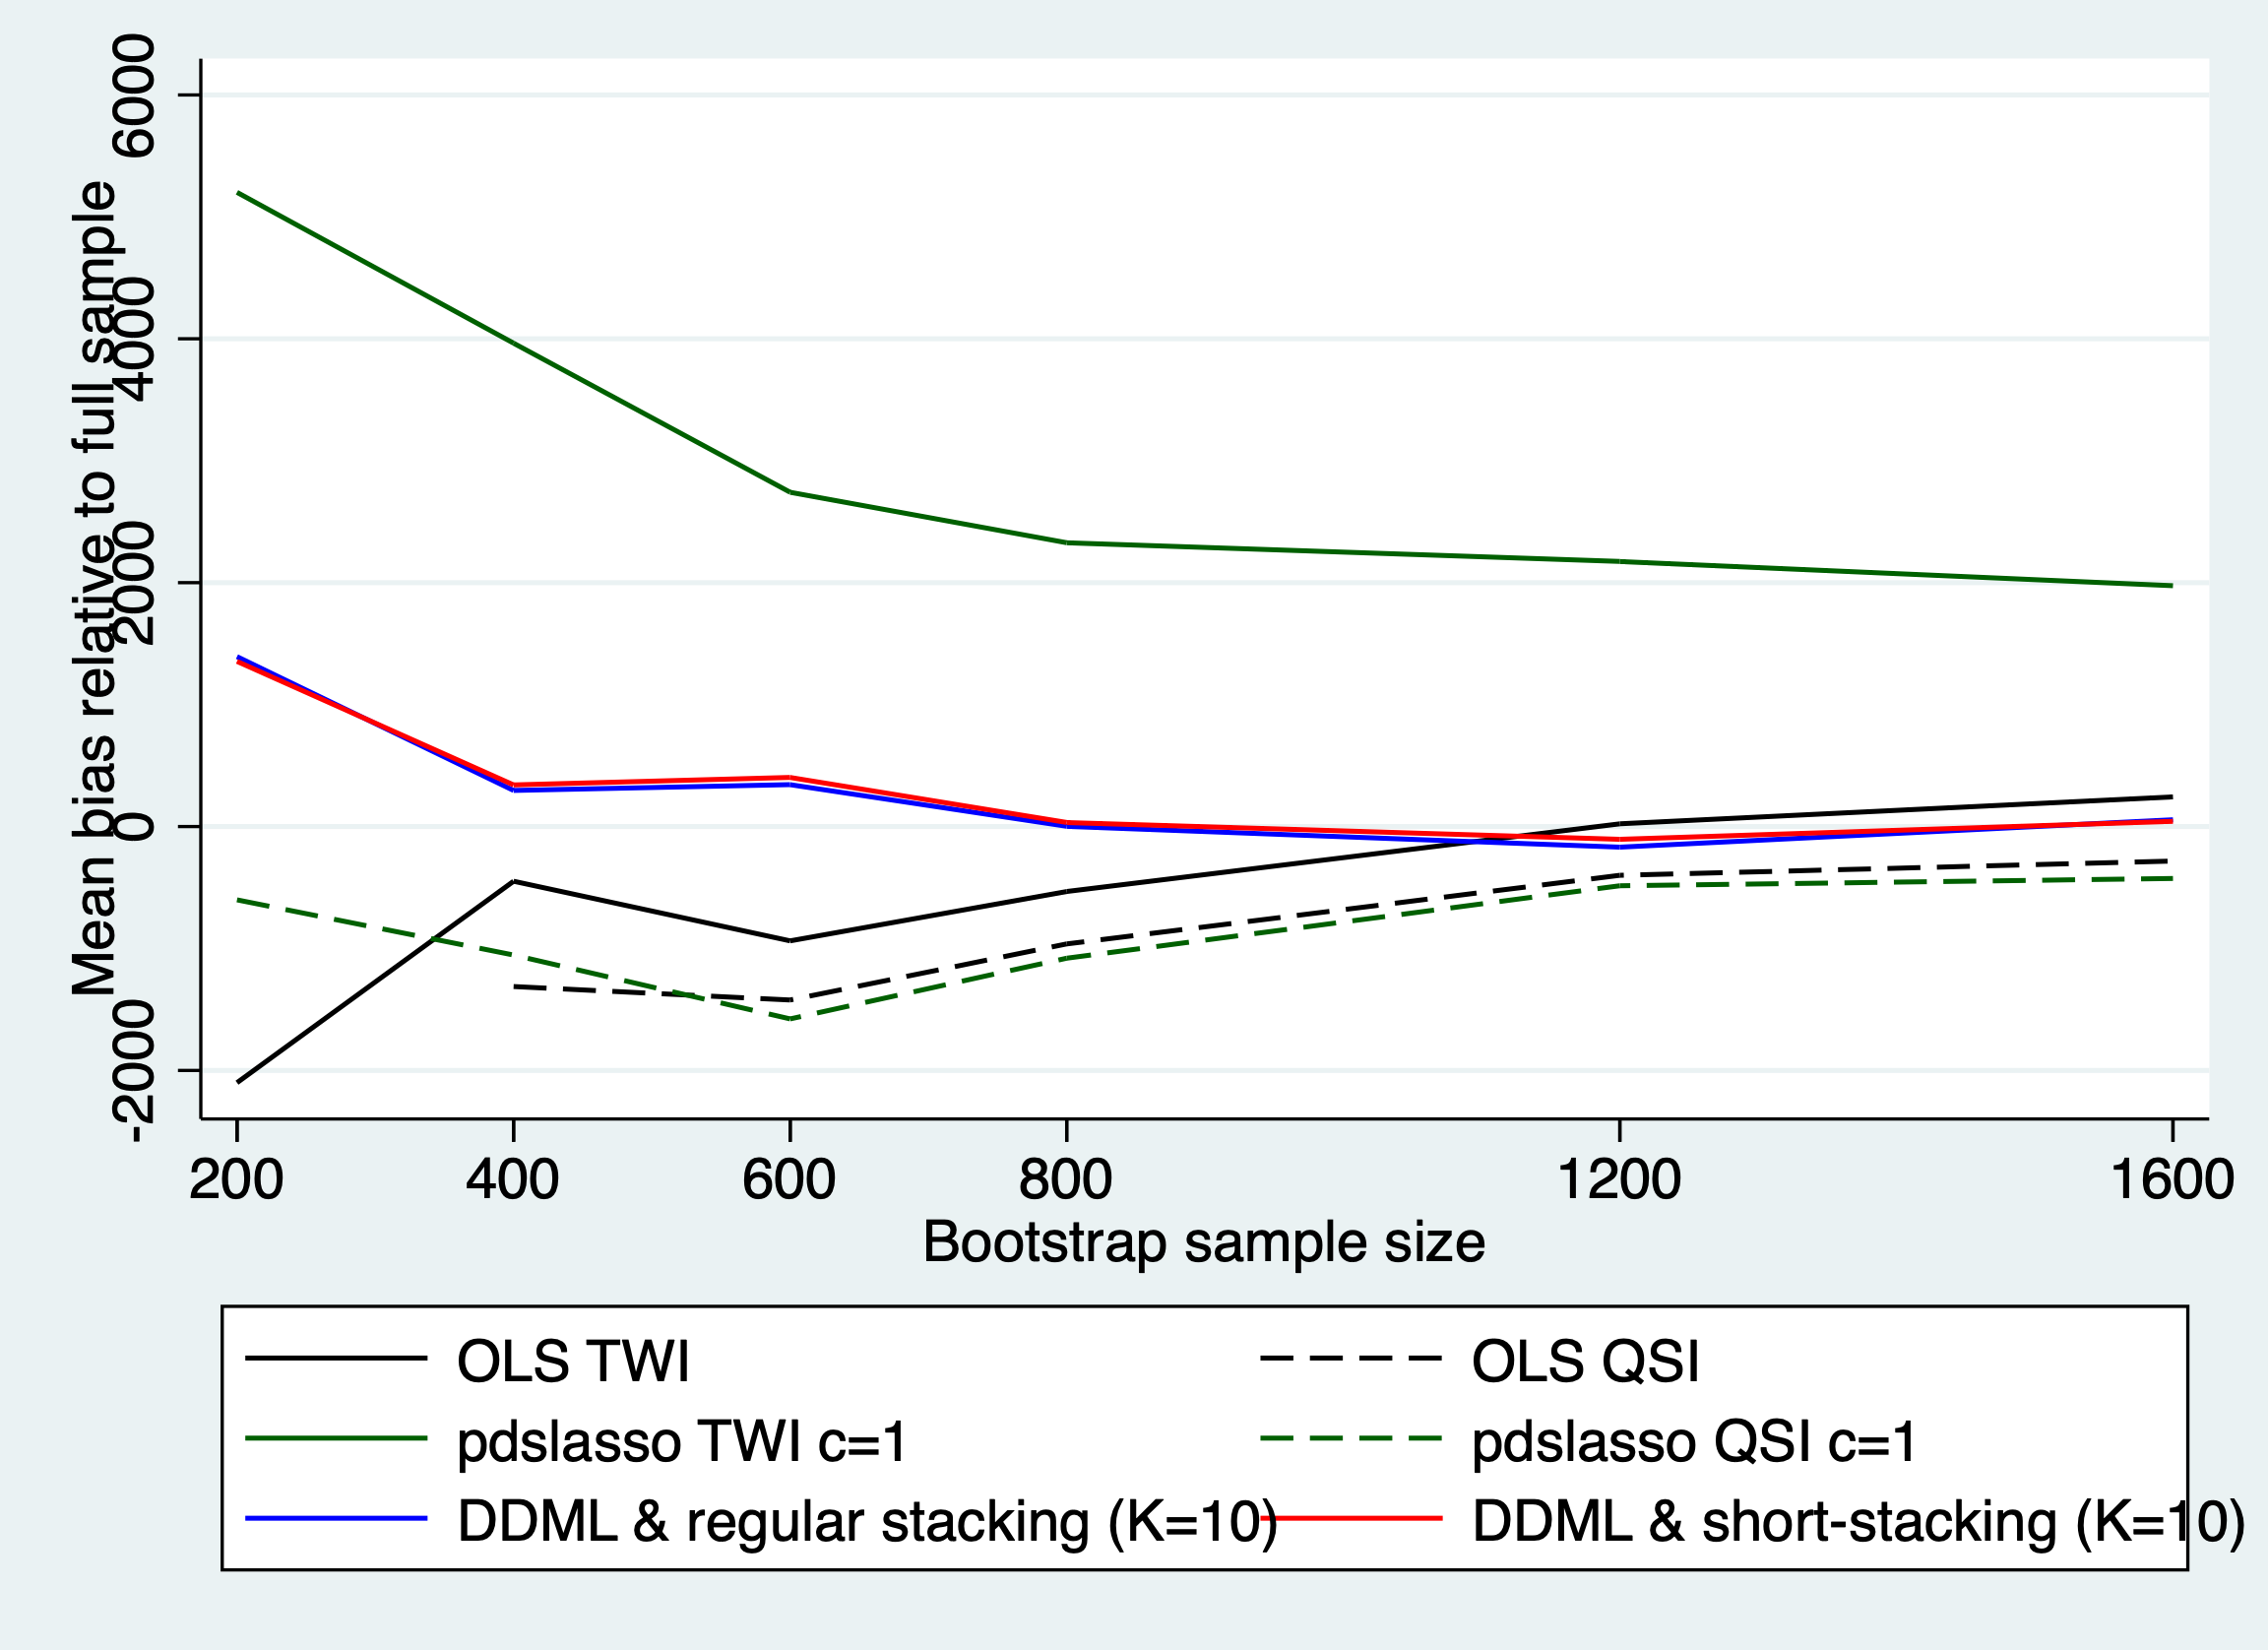 Mean bias relative to full sample
6000
4000
2000
0
-2000
200 400 600 800 1200 1600
Bootstrap sample size
OLS TWI OLS QSI
pdslasso TWI c=1 pdslasso QSI c=1
DDML & regular stacking (K=10) DDML & short-stacking (K=10)